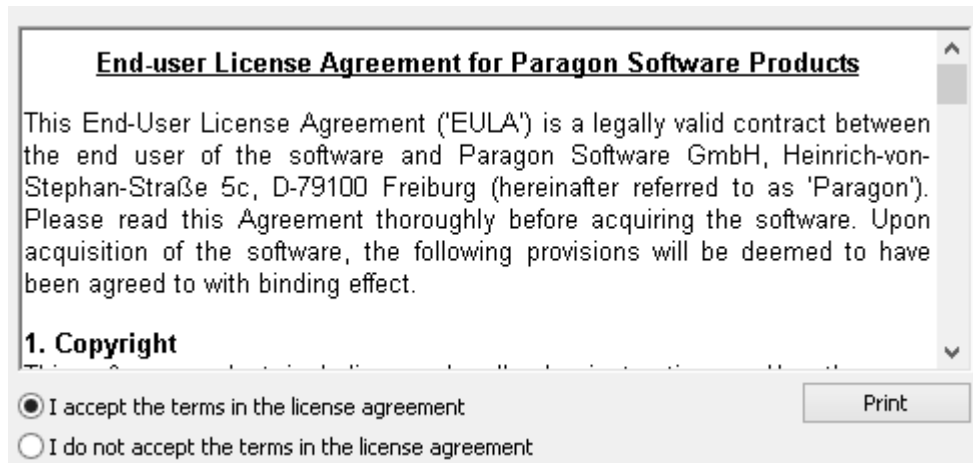 End-user License Agreement for Paragon Software Products
This End-User License Agreement ('EULA') is a legally valid contract between
the end user of the software and Paragon Software GmbH, Heinrich-von-
Stephan-Straße 5c, D-79100 Freiburg (hereinafter referred to as 'Paragon').
Please read this Agreement thoroughly before acquiring the software. Upon
acquisition of the software, the following provisions will be deemed to have
been agreed to with binding effect.
1. Copyright
I accept the terms in the license agreement
Print
I do not accept the terms in the license agreement